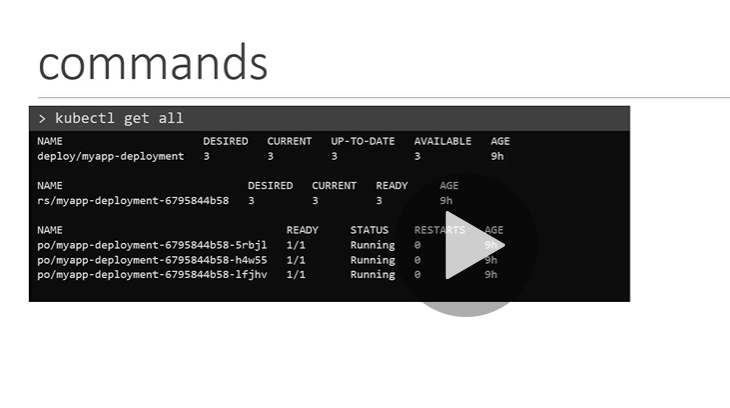 commands
> kubectl get all
NAME DESIRED CURRENT UP-TO-DATE AVAILABLE AGE
deploy/myapp-deployment 3 3 3 3 9h
NAME DESIRED CURRENT READY AGE
rs/myapp-deployment-6795844b58 3 3 3 9h
NAME READY STATUS RESTARTS AGE
po/myapp-deployment-6795844b58-5rbjl 1/1 Running 0 9h
po/myapp-deployment-6795844b58-h4w55 1/1 Running 0 9h
po/myapp-deployment-6795844b58-lfjhv 1/1 Running 0 9h